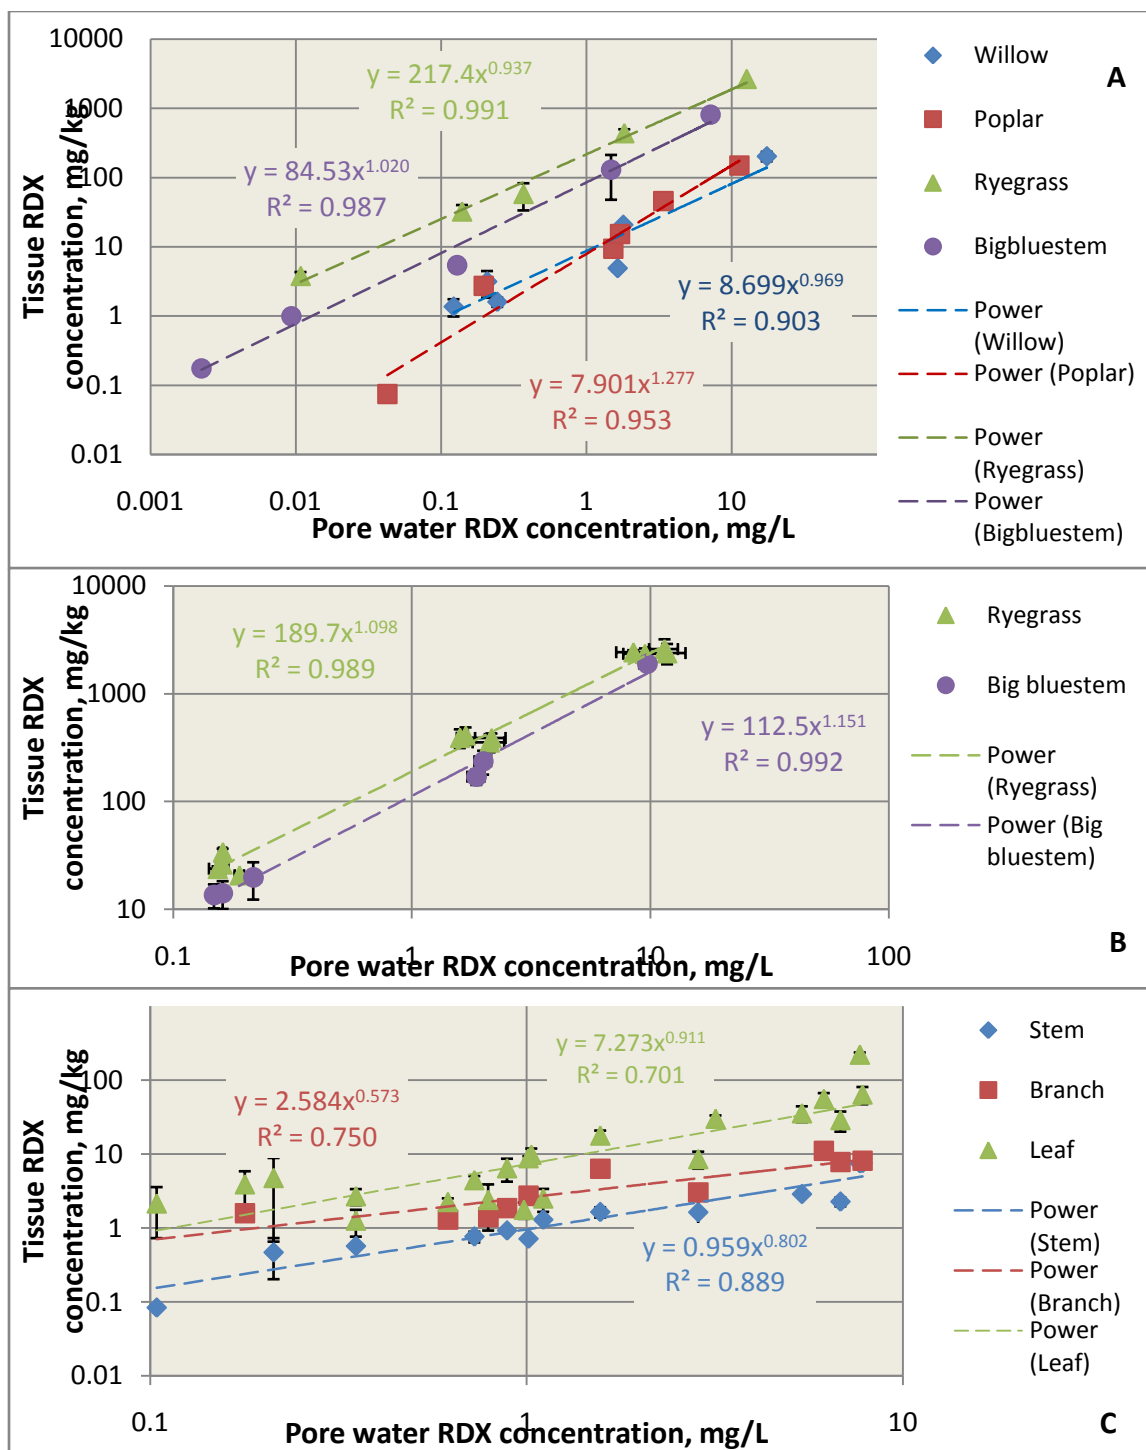 10000
1000
100
10
1
0.1
0.01
0.001
0.01
0.1
1
10
Tissue RDX
concentration, mg/kg
Pore water RDX concentration, mg/L
y = 217.4x^0.937
R² = 0.991
y = 84.53x^1.020
R² = 0.987
y = 8.699x^0.969
R² = 0.903
y = 7.901x^1.277
R² = 0.953
A
Willow
Poplar
Ryegrass
Bigbluestem
Power
(Willow)
Power (Poplar)
Power
(Ryegrass)
Power
(Bigbluestem)
10000
1000
100
10
0.1
1
10
100
Tissue RDX
concentration, mg/kg
Pore water RDX concentration, mg/L
y = 189.7x^1.098
R² = 0.989
y = 112.5x^1.151
R² = 0.992
Ryegrass
Big bluestem
Power
(Ryegrass)
Power (Big
bluestem)
B
100
10
1
0.1
0.01
0.1
1
10
Tissue RDX
concentration, mg/kg
Pore water RDX concentration, mg/L
y = 7.273x^0.911
R² = 0.701
y = 2.584x^0.573
R² = 0.750
y = 0.959x^0.802
R² = 0.889
Stem
Branch
Leaf
Power
(Stem)
Power
(Branch)
Power
(Leaf)
C